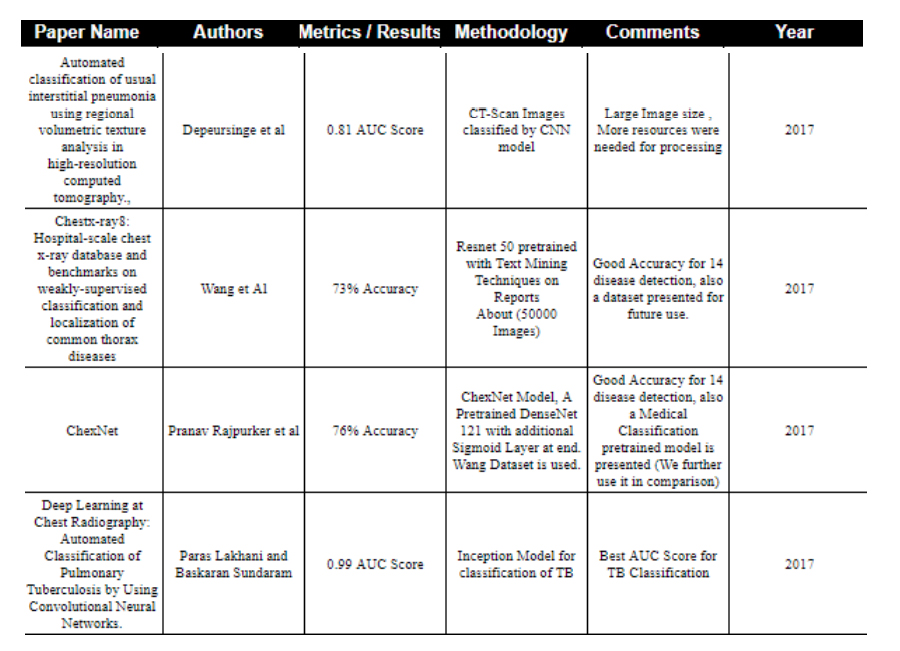 Paper Name Authors Metrics / Results Methodology Comments Year
Automated
classification of usual
interstitial pneumonia
using regional
volumetric texture
analysis in
high-resolution
computed
tomography.,
Depeursinge et al
0.81 AUC Score
CT-Scan Images
classified by CNN
model
Large Image size ,
More resources were
needed for processing
2017
Chestx-ray8:
Hospital-scale chest
x-ray database and
benchmarks on
weakly-supervised
classification and
localization of
common thorax
diseases
Wang et Al
73% Accuracy
Resnet 50 pretrained
with Text Mining
Techniques on
Reports
About (50000
Images)
Good Accuracy for 14
disease detection, also
a dataset presented for
future use.
2017
ChexNet
Pranav Rajpurker et al
76% Accuracy
ChexNet Model, A
Pretrained DenseNet
121 with additional
Sigmoid Layer at end.
Wang Dataset is used.
Good Accuracy for 14
disease detection, also
a Medical
Classification
pretrained model is
presented (We further
use it in comparison)
2017
Deep Learning at
Chest Radiography:
Automated
Classification of
Pulmonary
Tuberculosis by Using
Convolutional Neural
Networks.
Paras Lakhani and
Baskaran Sundaram
0.99 AUC Score
Inception Model for
classification of TB
Best AUC Score for
TB Classification
2017